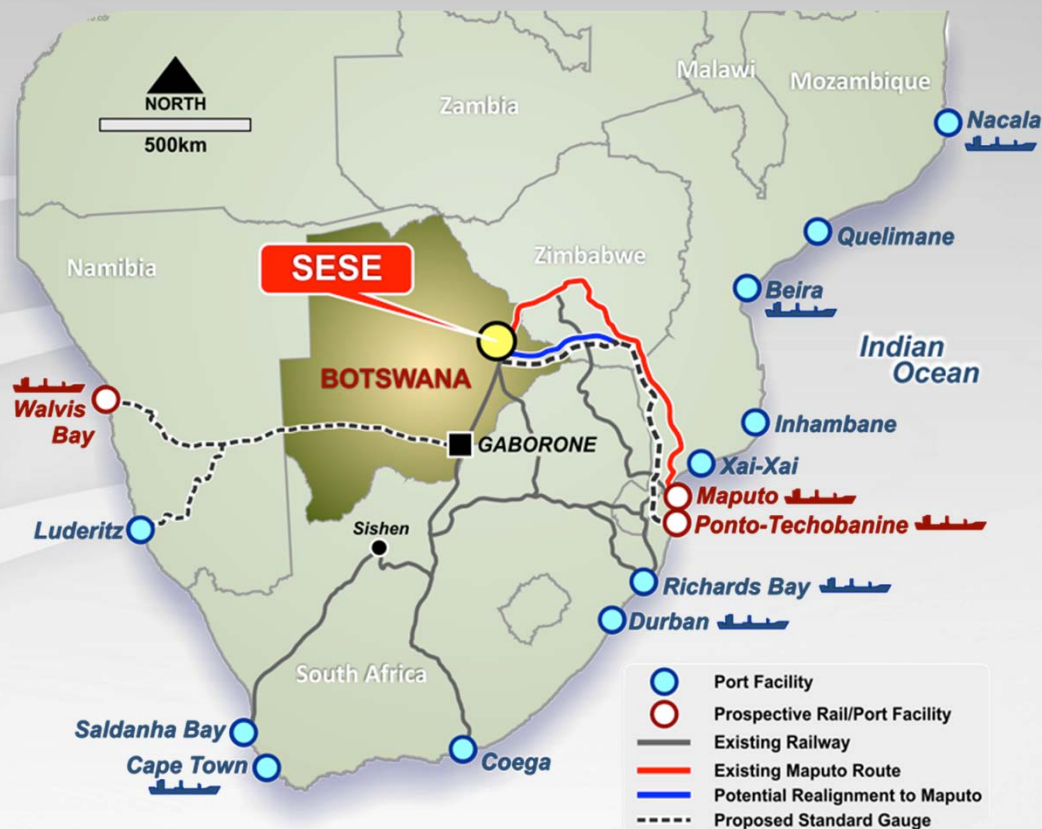 NORTH
500km
Zambia
Malawi
Mozambique
Nacala
Quelimane
Namibia
SESE
Zimbabwe
Beira
Indian
Ocean
BOTSWANA
Walvis
Bay
GABORONE
Inhambane
Xai-Xai
Maputo
Ponto-Techobanine
Luderitz
Sishen
Richards Bay
Durban
South Africa
Saldanha Bay
Cape Town
Coega
Port Facility
Prospective Rail/Port Facility
Existing Railway
Existing Maputo Route
Potential Realignment to Maputo
Proposed Standard Gauge